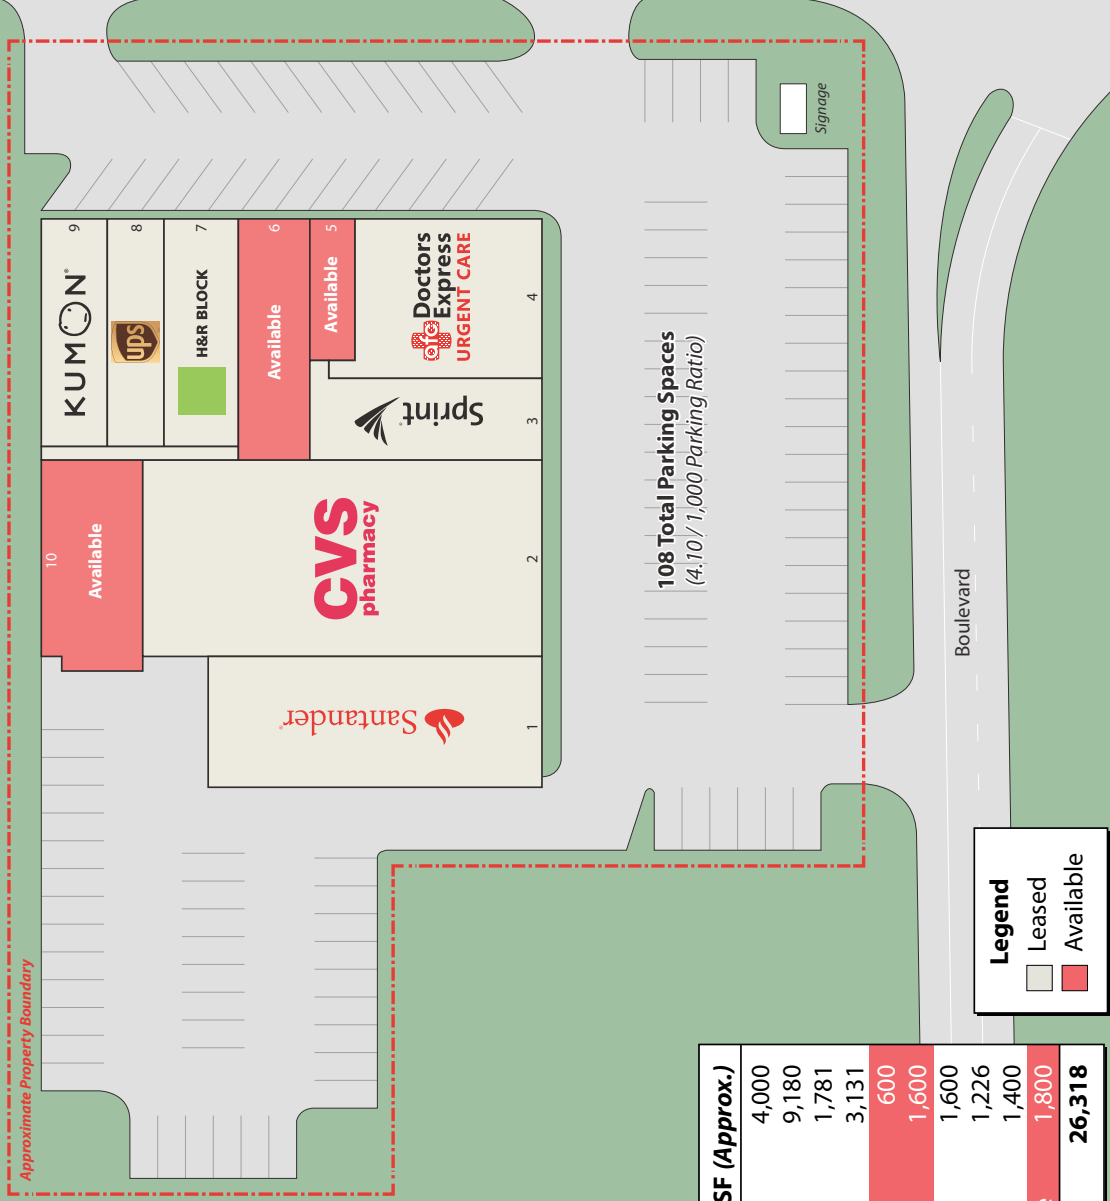 Approximate Property Boundary
KUMON
9
ups
8
H&R BLOCK
7
Available
6
Available
5
Doctors
Express
URGENT CARE
4
Sprint
3
10
Available
CVS
pharmacy
2
Santander
1
108 Total Parking Spaces
(4.10 / 1,000 Parking Ratio)
Signage
Boulevard
Legend
Leased
Available
SF (Approx.)
4,000
9,180
1,781
3,131
600
1,600
1,600
1,226
1,400
1,800
26,318